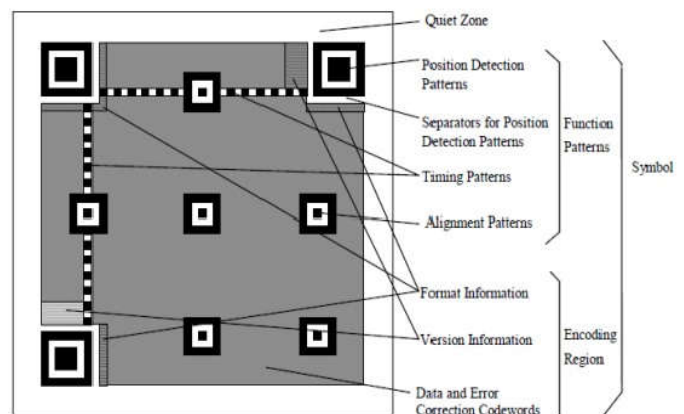 Quiet Zone
Position Detection
Patterns
Separators for Position
Detection Patterns
Function
Patterns
Symbol
Timing Patterns
Alignment Patterns
Format Information
Version Information
Encoding
Region
Data and Error
Correction Codewords